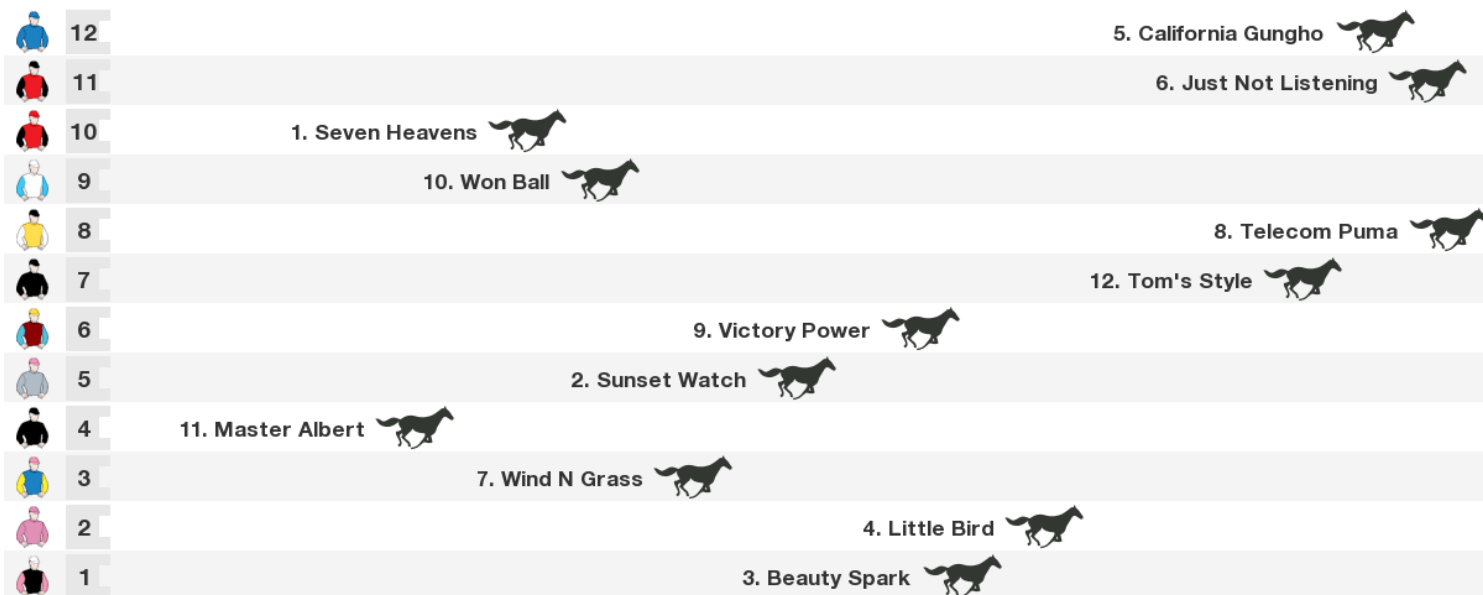 12 5. California Gungho
11 6. Just Not Listening
10 1. Seven Heavens
9 10. Won Ball
8 8. Telecom Puma
7 12. Tom's Style
6 9. Victory Power
5 2. Sunset Watch
4 11. Master Albert
3 7. Wind N Grass
2 4. Little Bird
1 3. Beauty Spark